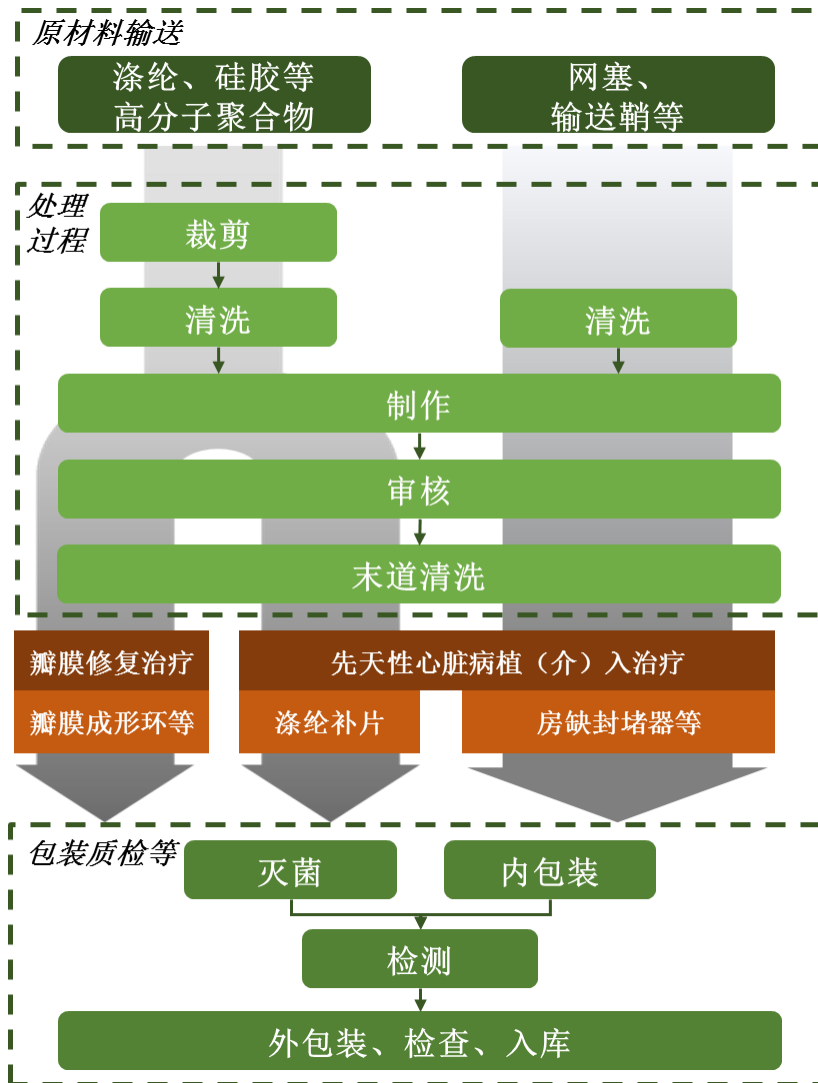 原材料输送
涤纶、硅胶等
高分子聚合物
网塞、
输送鞘等
处理
过程
裁剪
清洗
清洗
制作
审核
末道清洗
瓣膜修复治疗
先天性心脏病植（介）入治疗
瓣膜成形环等
涤纶补片
房缺封堵器等
包装质检等
灭菌
内包装
检测
外包装、检查、入库